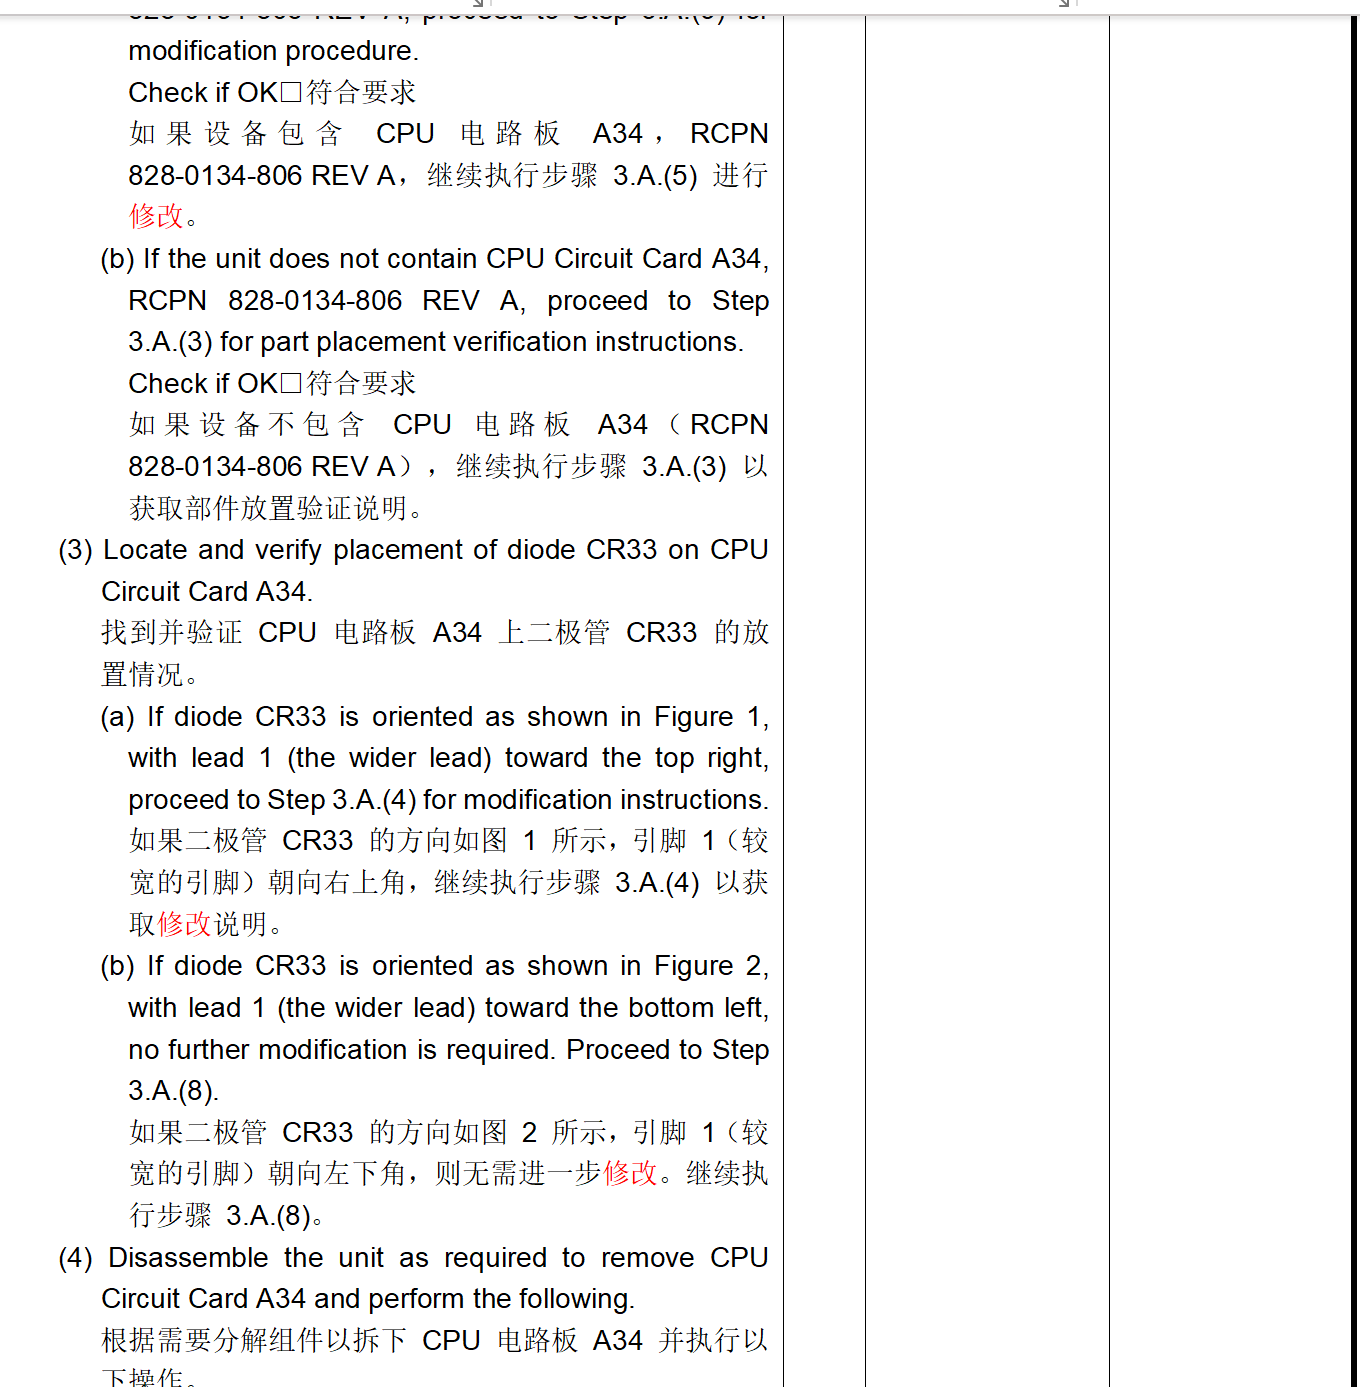 modification procedure.
Check if OK□符合要求
如果设备包含 CPU 电路板 A34，RCPN
828-0134-806 REV A，继续执行步骤 3.A.(5) 进行
修改。
(b) If the unit does not contain CPU Circuit Card A34,
RCPN 828-0134-806 REV A, proceed to Step
3.A.(3) for part placement verification instructions.
Check if OK□符合要求
如果设备不包含 CPU 电路板 A34（RCPN
828-0134-806 REV A），继续执行步骤 3.A.(3) 以
获取部件放置验证说明。
(3) Locate and verify placement of diode CR33 on CPU
Circuit Card A34.
找到并验证 CPU 电路板 A34 上二极管 CR33 的放
置情况。
(a) If diode CR33 is oriented as shown in Figure 1,
with lead 1 (the wider lead) toward the top right,
proceed to Step 3.A.(4) for modification instructions.
如果二极管 CR33 的方向如图 1 所示，引脚 1（较
宽的引脚）朝向右上角，继续执行步骤 3.A.(4) 以获
取修改说明。
(b) If diode CR33 is oriented as shown in Figure 2,
with lead 1 (the wider lead) toward the bottom left,
no further modification is required. Proceed to Step
3.A.(8).
如果二极管 CR33 的方向如图 2 所示，引脚 1（较
宽的引脚）朝向左下角，则无需进一步修改。继续执
行步骤 3.A.(8)。
(4) Disassemble the unit as required to remove CPU
Circuit Card A34 and perform the following.
根据需要分解组件以拆下 CPU 电路板 A34 并执行以
下操作。